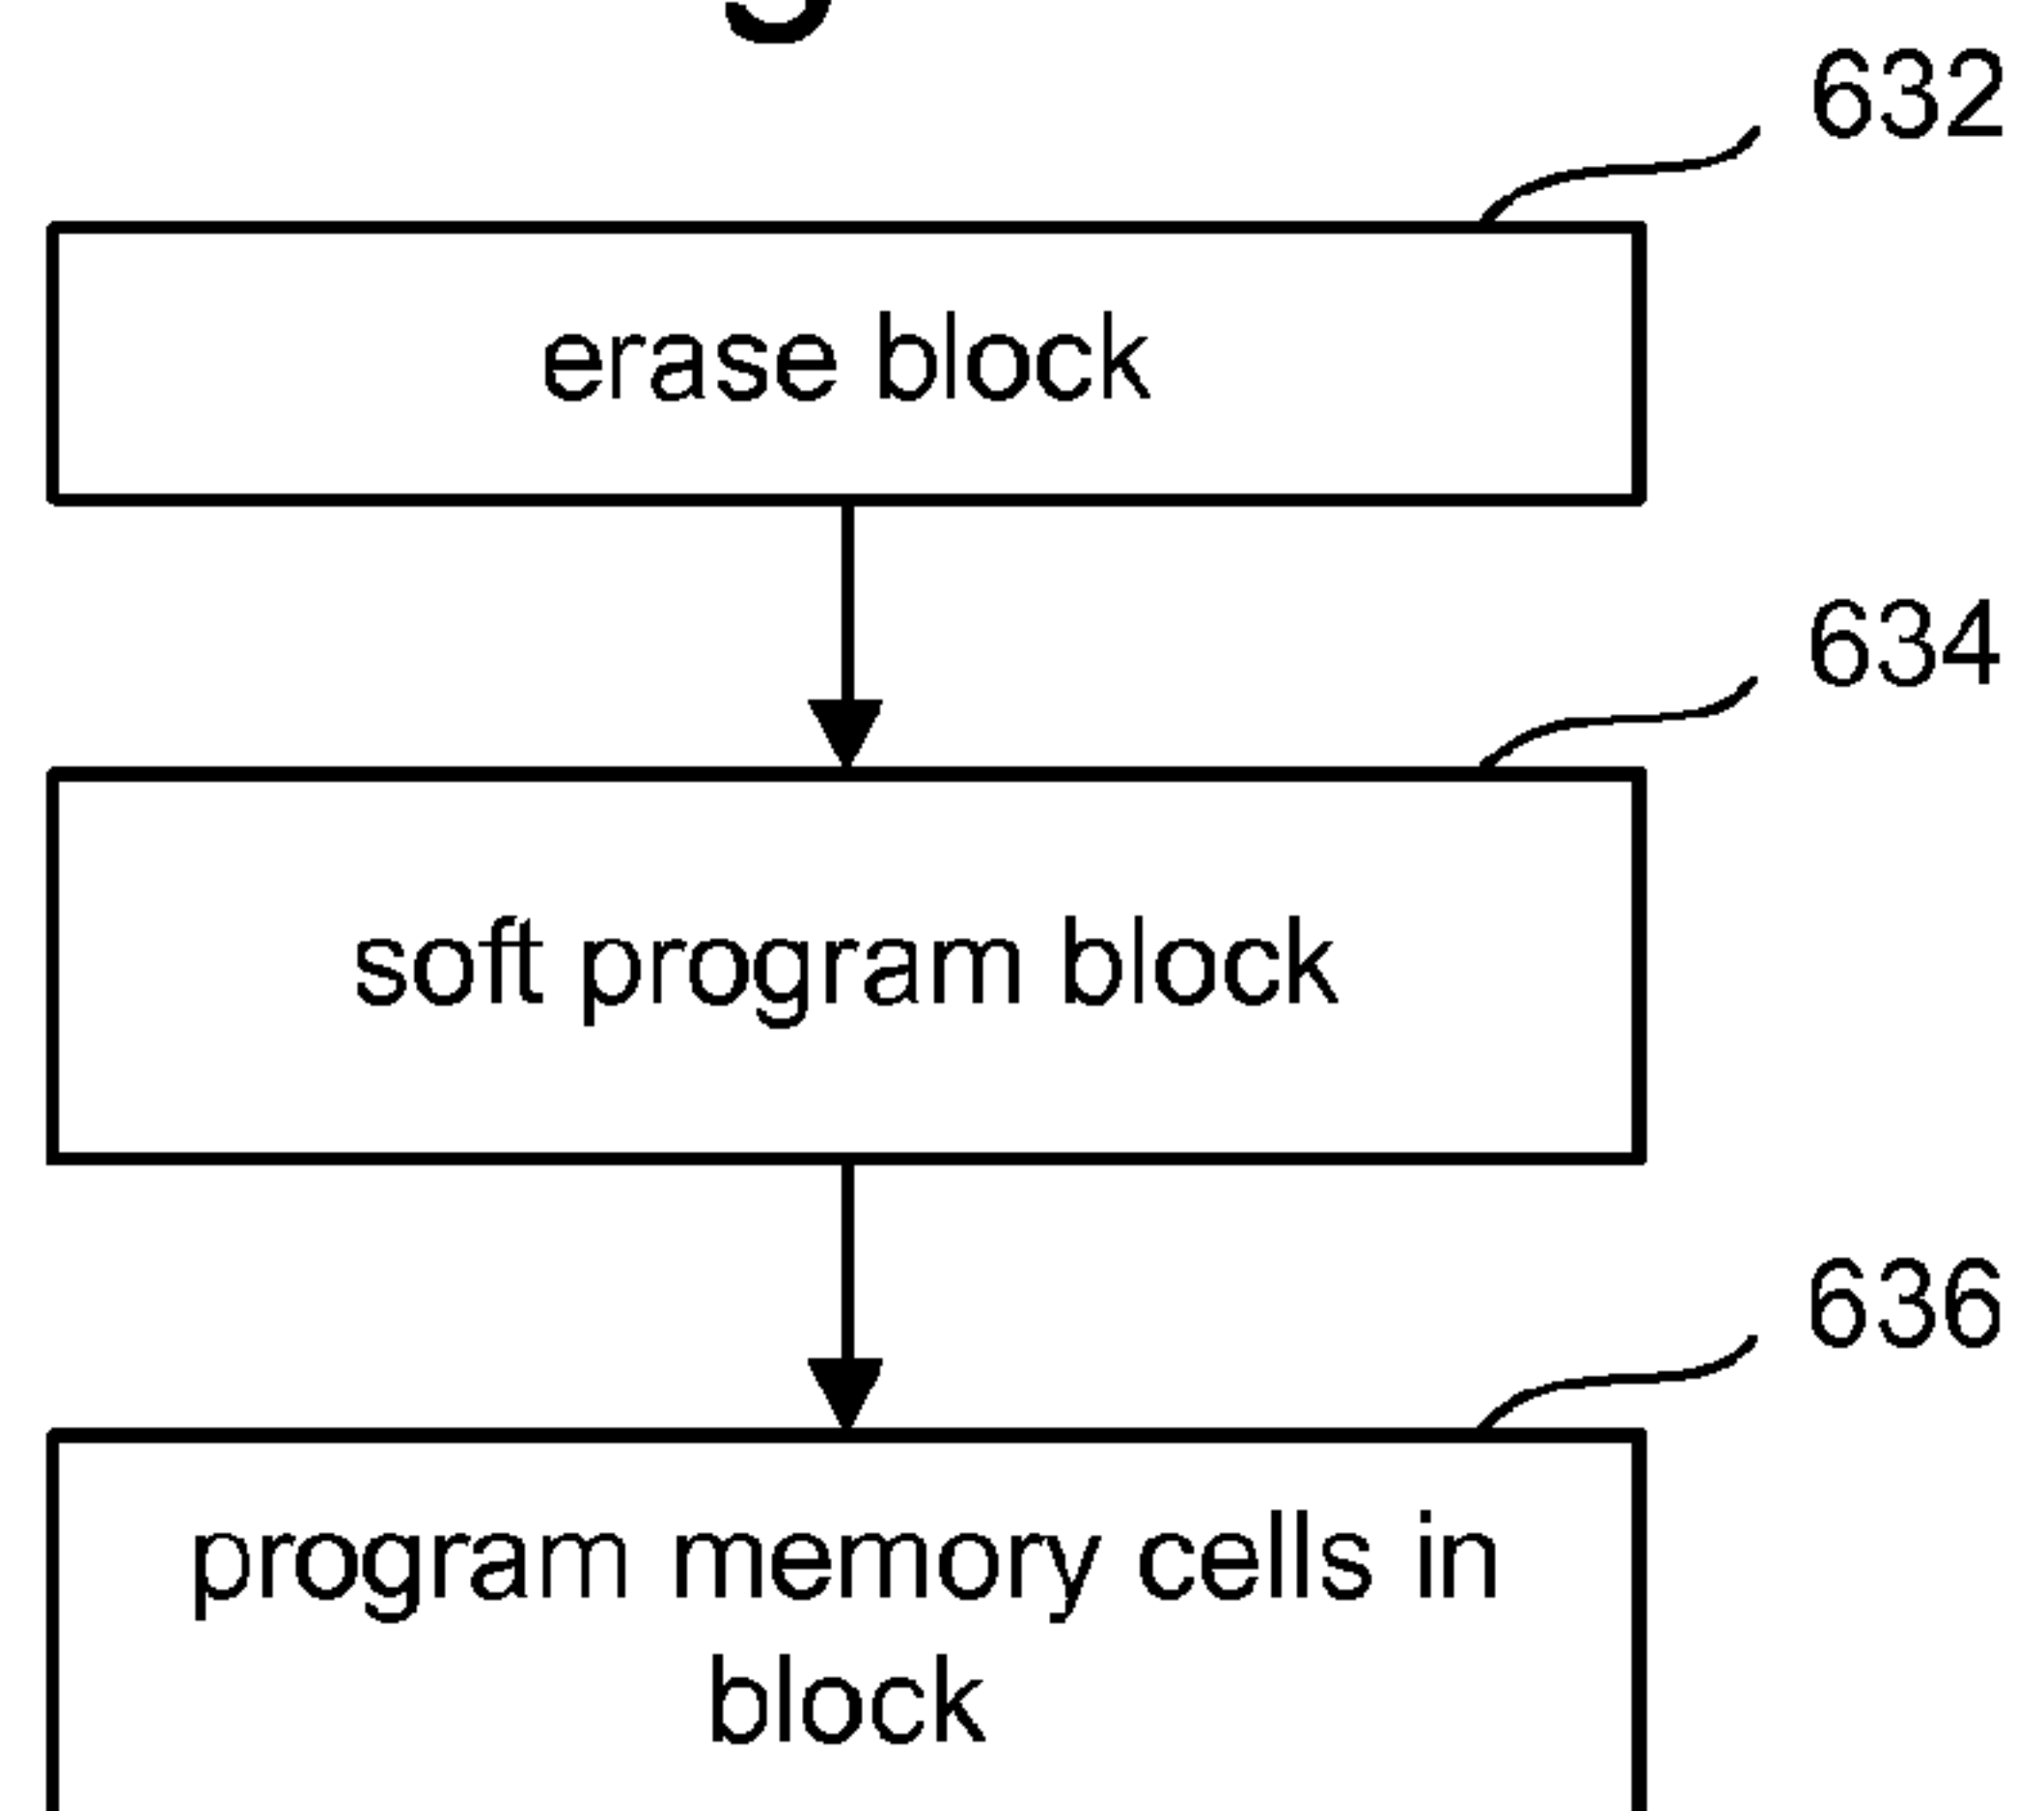 632
erase block
634
soft program block
636
program memory cells in
block